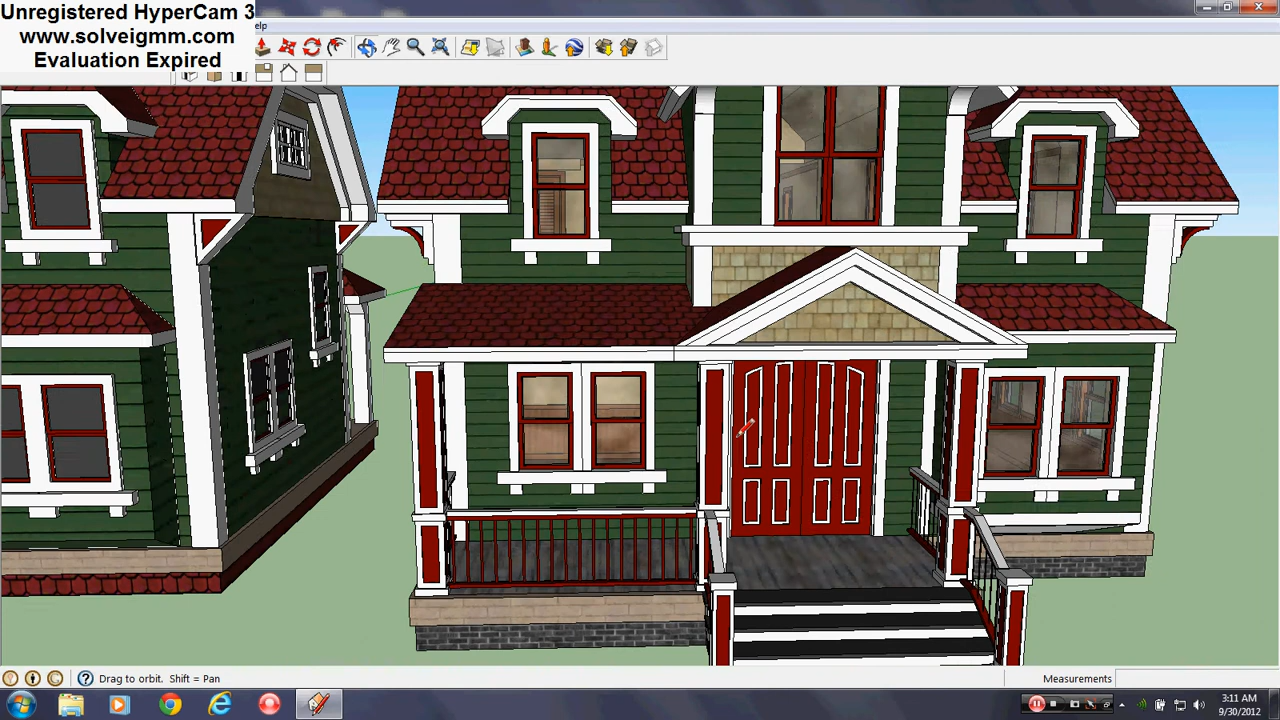 Unregistered HyperCam 3
www.solveigmm.com
Evaluation Expired
elp
Drag to orbit. Shift = Pan
Measurements
3:11 AM
9/30/2012